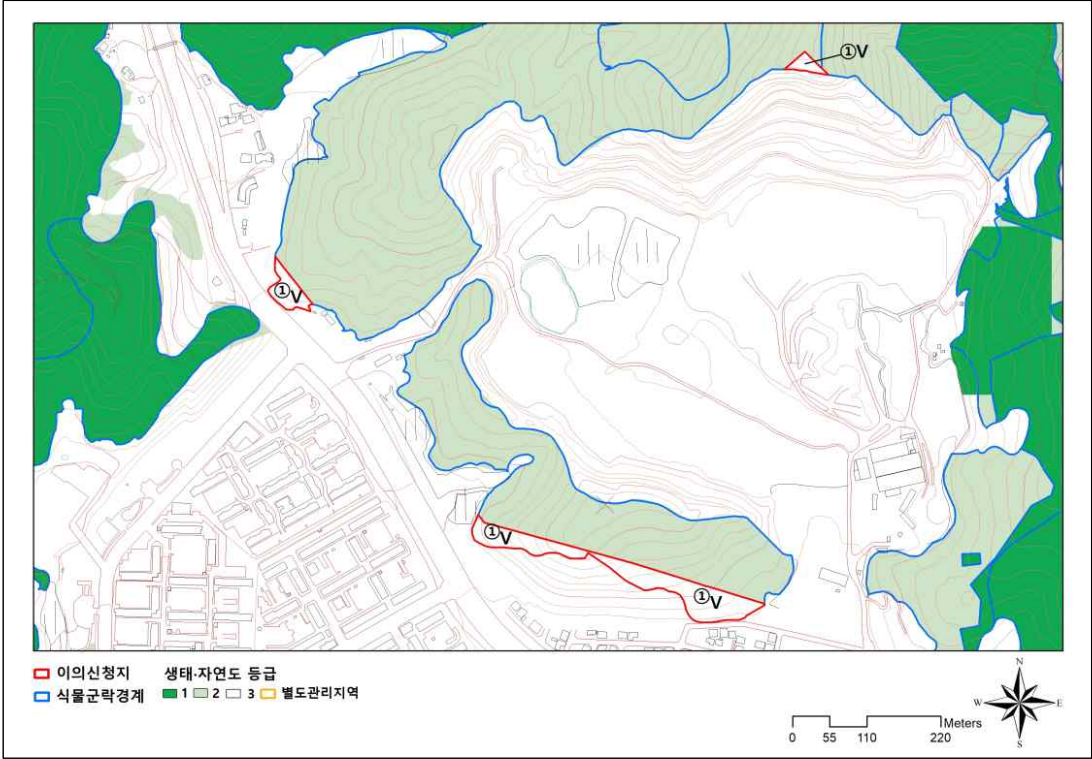 ①V
①V
①V
①V
이의신청지
식물군락경계
생태·자연도 등급
1 2 3 별도관리지역
N
W E
S
Meters
0 55 110 220